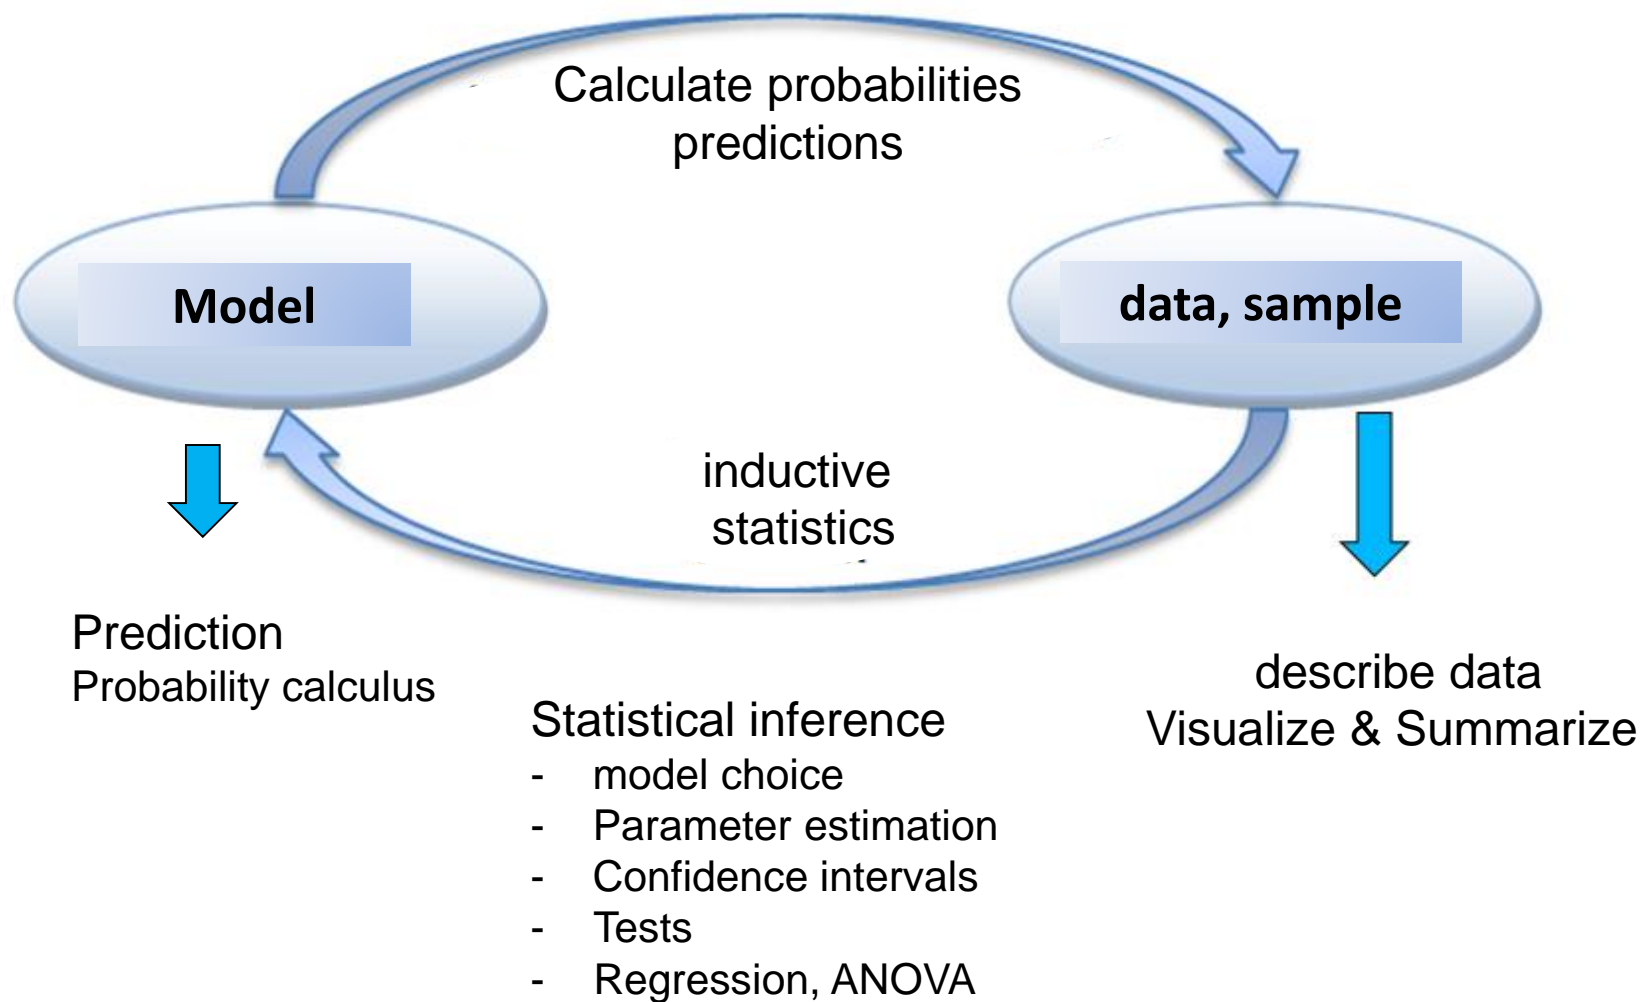 Calculate probabilities
predictions
Model
data, sample
inductive
statistics
Prediction
Probability calculus
describe data
Visualize & Summarize
Statistical inference
- model choice
- Parameter estimation
- Confidence intervals
- Tests
- Regression, ANOVA